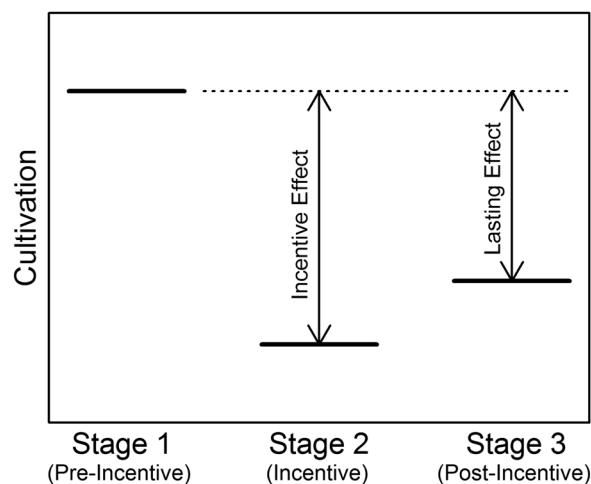 Cultivation
Incentive Effect
Lasting Effect
Stage 1
(Pre-Incentive)
Stage 2
(Incentive)
Stage 3
(Post-Incentive)